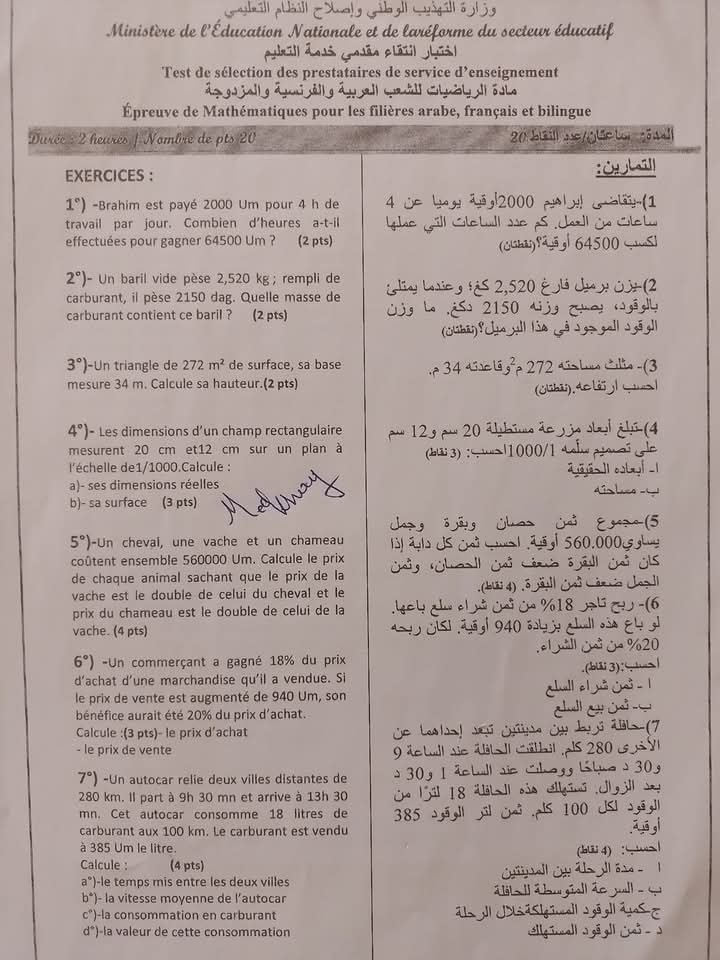 وزارة التهذيب الوطني وإصلاح النظام التعليمي
Ministère de l'Éducation Nationale et de laréforme du secteur éducatif
اختبار انتقاء مقدمي خدمة التعليم
Test de sélection des prestataires de service d'enseignement
مادة الرياضيات للشعب العربية والفرنسية والمزدوجة
Épreuve de Mathématiques pour les filières arabe, français et bilingue
Durée : 2 heures / Nombre de pts 20
المدة: ساعتان/عدد النقاط 20
EXERCICES :
1°) -Brahim est payé 2000 Um pour 4 h de
travail par jour. Combien d'heures a-t-il
effectuées pour gagner 64500 Um ? (2 pts)
2°)- Un baril vide pèse 2,520 kg ; rempli de
carburant, il pèse 2150 dag. Quelle masse de
carburant contient ce baril ? (2 pts)
3°)-Un triangle de 272 m² de surface, sa base
mesure 34 m. Calcule sa hauteur.(2 pts)
4°)- Les dimensions d'un champ rectangulaire
mesurent 20 cm et12 cm sur un plan à
l'échelle de1/1000.Calcule :
a)- ses dimensions réelles
b)- sa surface (3 pts)
5°)-Un cheval, une vache et un chameau
coûtent ensemble 560000 Um. Calcule le prix
de chaque animal sachant que le prix de la
vache est le double de celui du cheval et le
prix du chameau est le double de celui de la
vache. (4 pts)
6°) -Un commerçant a gagné 18% du prix
d'achat d'une marchandise qu'il a vendue. Si
le prix de vente est augmenté de 940 Um, son
bénéfice aurait été 20% du prix d'achat.
Calcule :(3 pts)- le prix d'achat
- le prix de vente
7°) -Un autocar relie deux villes distantes de
280 km. Il part à 9h 30 mn et arrive à 13h 30
mn. Cet autocar consomme 18 litres de
carburant aux 100 km. Le carburant est vendu
à 385 Um le litre.
Calcule : (4 pts)
a°)-le temps mis entre les deux villes
b°)- la vitesse moyenne de l'autocar
c°)-la consommation en carburant
d°)-la valeur de cette consommation
التمارين:
1)-يتقاضى إبراهيم 2000أوقية يوميا عن 4
ساعات من العمل. كم عدد الساعات التي عملها
لكسب 64500 أوقية؟(نقطتان)
2)-يزن برميل فارغ 2,520 كغ؛ وعندما يمتلئ
بالوقود، يصبح وزنه 2150 دكغ. ما وزن
الوقود الموجود في هذا البرميل؟(نقطتان)
3)- مثلث مساحته 272 م²وقاعدته 34 م.
احسب ارتفاعه.(نقطتان)
4)-تبلغ أبعاد مزرعة مستطيلة 20 سم و12 سم
على تصميم سلّمه 1000/1احسب: (3 نقاط)
ا- أبعاده الحقيقية
ب- مساحته
5)-مجموع ثمن حصان وبقرة وجمل
يساوي560.000 أوقية. احسب ثمن كل دابة إذا
كان ثمن البقرة ضعف ثمن الحصان، وثمن
الجمل ضعف ثمن البقرة. (4 نقاط).
6)- ربح تاجر 18% من ثمن شراء سلع باعها.
لو باع هذه السلع بزيادة 940 أوقية. لكان ربحه
20% من ثمن الشراء.
احسب:(3 نقاط).
ا - ثمن شراء السلع
ب- ثمن بيع السلع
7)-حافلة تربط بين مدينتين تبعد إحداهما عن
الأخرى 280 كلم. انطلقت الحافلة عند الساعة 9
و30 د صباحًا ووصلت عند الساعة 1 و30 د
بعد الزوال. تستهلك هذه الحافلة 18 لترًا من
الوقود لكل 100 كلم. ثمن لتر الوقود 385
أوقية.
احسب: (4 نقاط)
ا - مدة الرحلة بين المدينتين
ب - السرعة المتوسطة للحافلة
ج-كمية الوقود المستهلكةخلال الرحلة
د - ثمن الوقود المستهلك